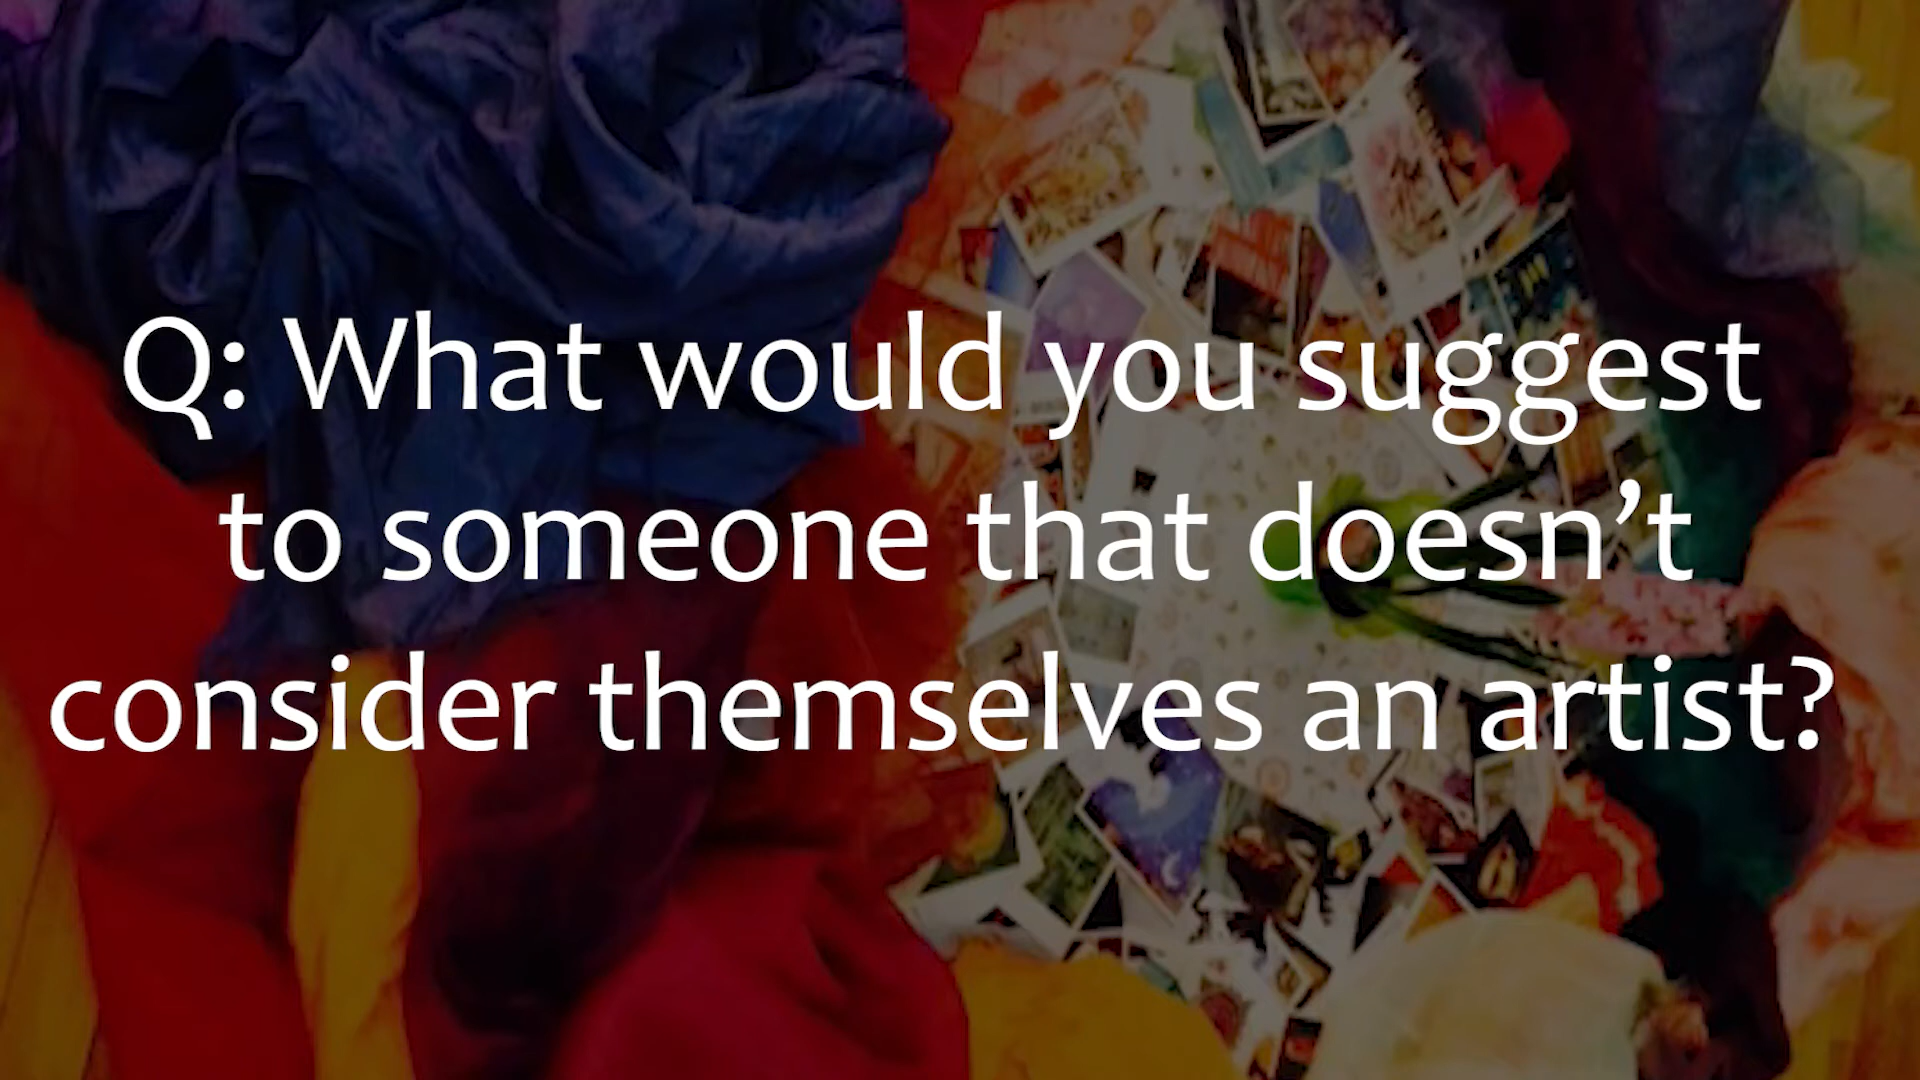 Q: What would you suggest
to someone that doesn’t
consider themselves an artist?